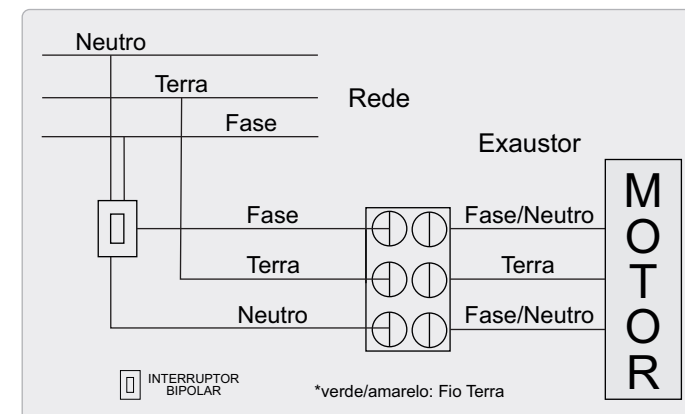 Neutro
Terra
Rede
Fase
Exaustor
Fase
Fase/Neutro
Terra
Terra
Neutro
Fase/Neutro
MOTOR
INTERRUPTOR
BIPOLAR
*verde/amarelo: Fio Terra